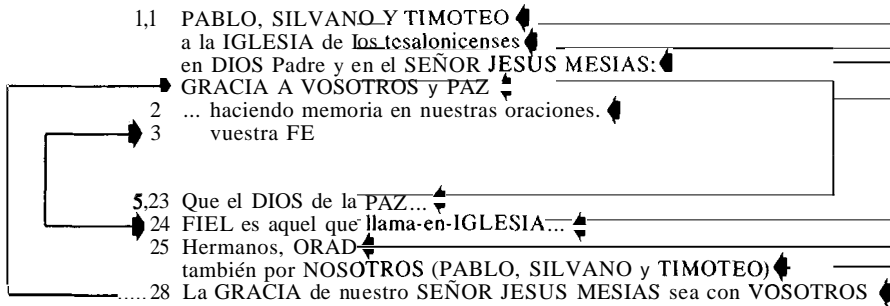 1,1 PABLO, SILVANO Y TIMOTEO
a la IGLESIA de los tesalonicenses
en DIOS Padre y en el SEÑOR JESUS MESIAS:
GRACIA A VOSOTROS y PAZ
2 ... haciendo memoria en nuestras oraciones.
3 vuestra FE
5,23 Que el DIOS de la PAZ...
24 FIEL es aquel que llama-en-IGLESIA...
25 Hermanos, ORAD
también por NOSOTROS (PABLO, SILVANO y TIMOTEO)
.....28 La GRACIA de nuestro SEÑOR JESUS MESIAS sea con VOSOTROS